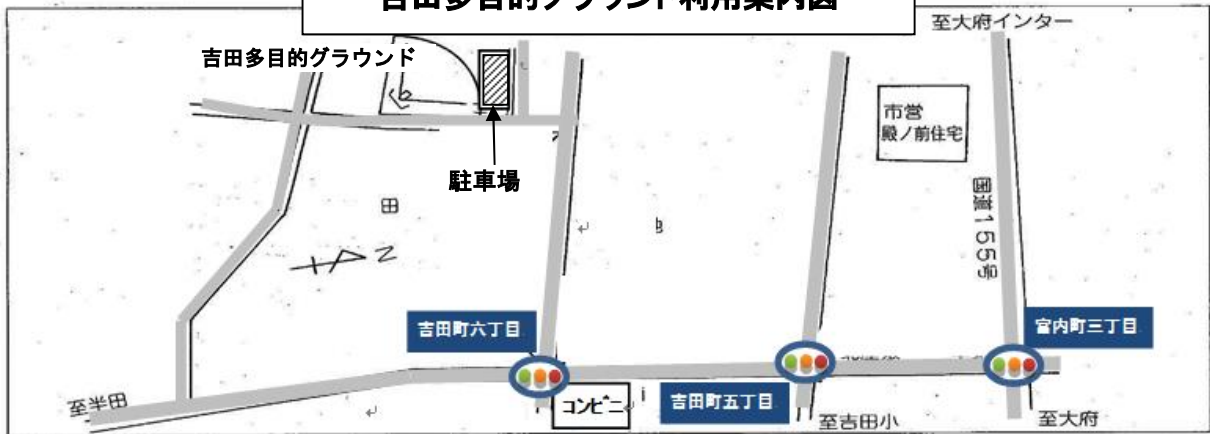 吉田多目的グラウンド利用案内図
至大府インター
吉田多目的グラウンド
市営
殿ノ前住宅
駐車場
田
国道155号
N
吉田町六丁目
宮内町三丁目
至半田
コンビニ
吉田町五丁目
至吉田小
至大府